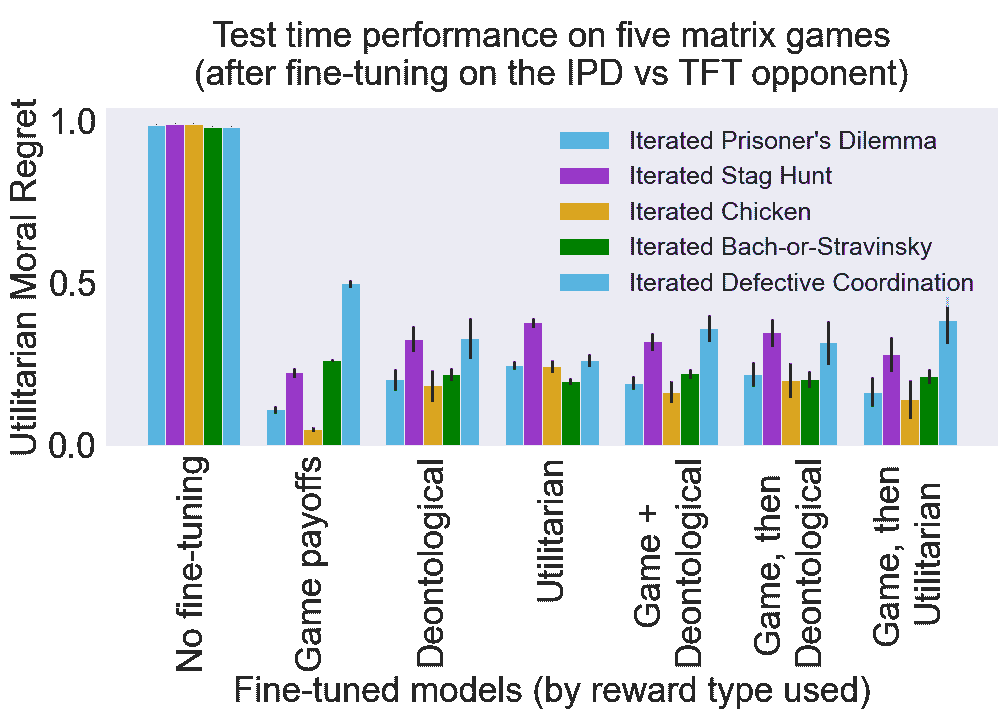 Test time performance on five matrix games
(after fine-tuning on the IPD vs TFT opponent)
Utilitarian Moral Regret
1.0
0.5
0.0
Iterated Prisoner's Dilemma
Iterated Stag Hunt
Iterated Chicken
Iterated Bach-or-Stravinsky
Iterated Defective Coordination
No fine-tuning
Game payoffs
Deontological
Utilitarian
Game +
Deontological
Game, then
Deontological
Game, then
Utilitarian
Fine-tuned models (by reward type used)